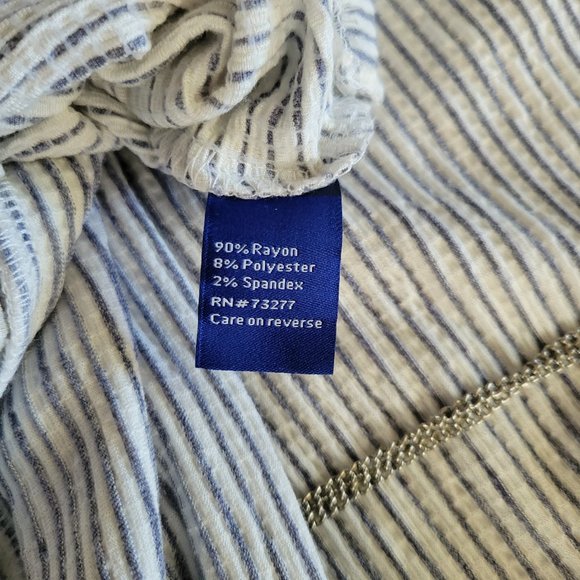 90% Rayon
8% Polyester
2% Spandex
RN# 73277
Care on reverse